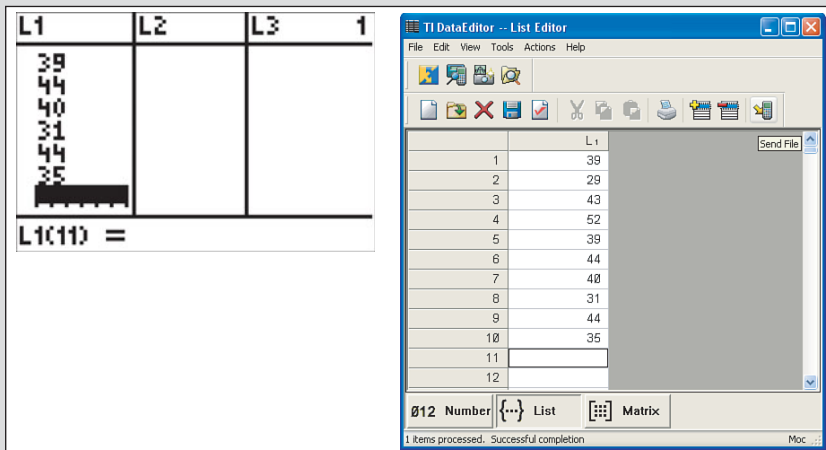 L1 L2 L3 1
39
44
40
31
44
35
L1(11) =
TI DataEditor -- List Editor
File Edit View Tools Actions Help
Send File
L1
1 39
2 29
3 43
4 52
5 39
6 44
7 40
8 31
9 44
10 35
11
12
012 Number {···} List [⁝⁝⁝] Matrix
1 items processed. Successful completion Moc